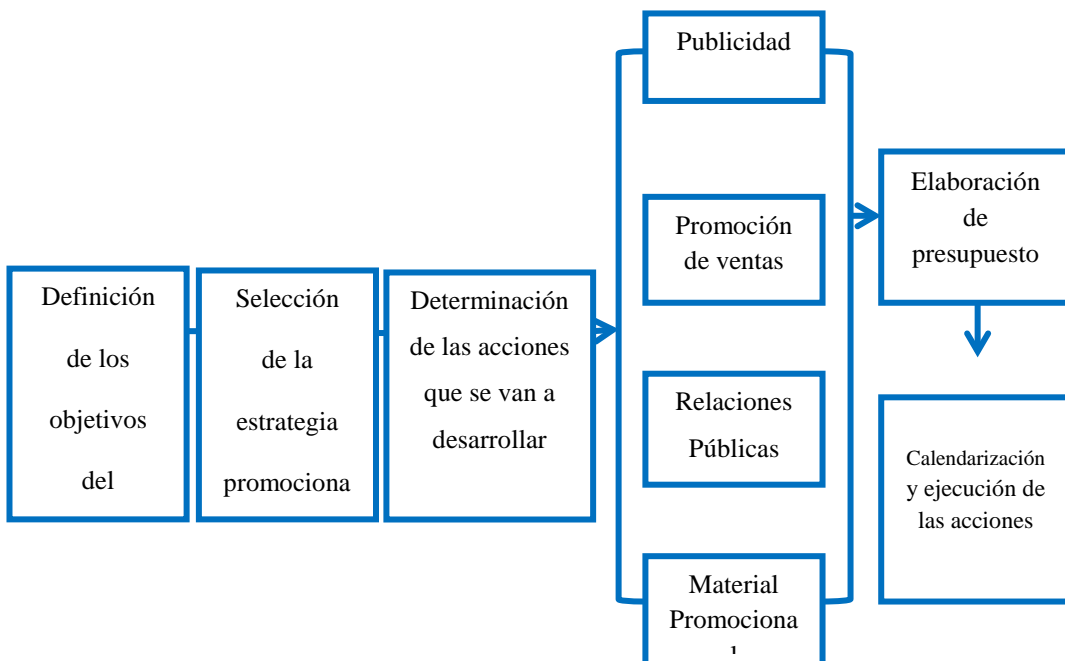 Definición
de los
objetivos
del
Selección
de la
estrategia
promociona
Determinación
de las acciones
que se van a
desarrollar
Publicidad
Promoción
de ventas
Relaciones
Públicas
Material
Promociona
Elaboración
de
presupuesto
Calendarización
y ejecución de
las acciones